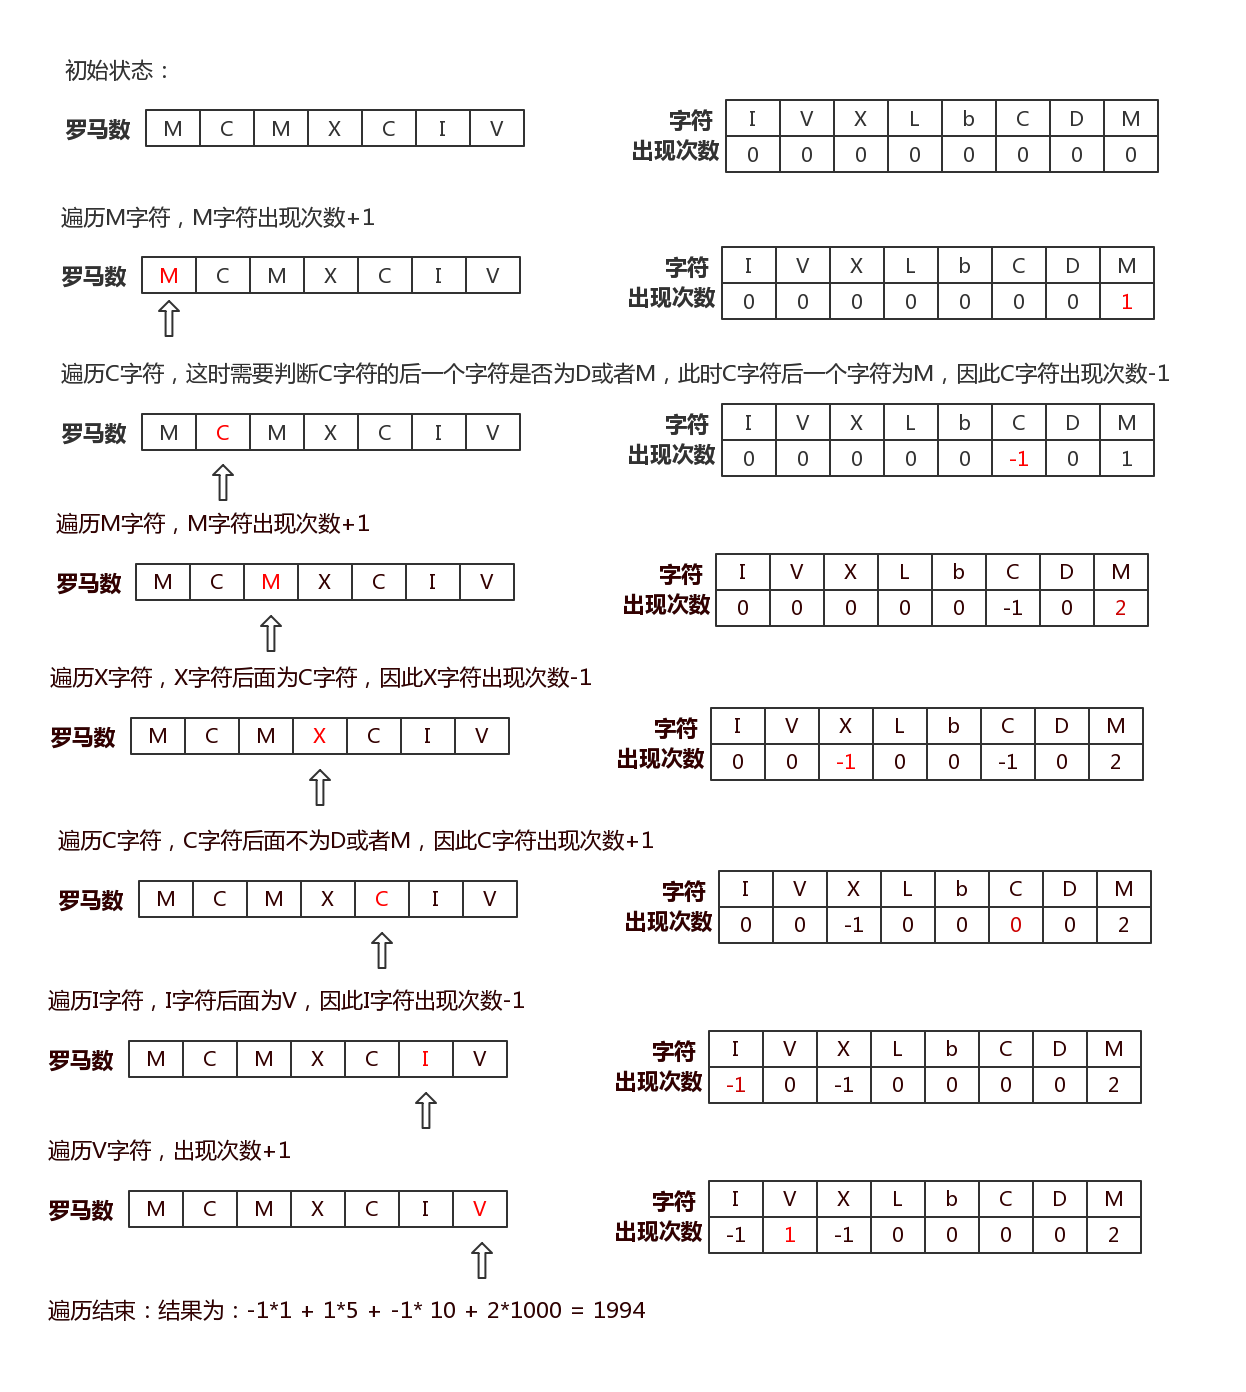 初始状态：
罗马数 M C M X C I V
字符 I V X L b C D M
出现次数 0 0 0 0 0 0 0 0
遍历M字符，M字符出现次数+1
罗马数 M C M X C I V
字符 I V X L b C D M
出现次数 0 0 0 0 0 0 0 1
遍历C字符，这时需要判断C字符的后一个字符是否为D或者M，此时C字符后一个字符为M，因此C字符出现次数-1
罗马数 M C M X C I V
字符 I V X L b C D M
出现次数 0 0 0 0 0 -1 0 1
遍历M字符，M字符出现次数+1
罗马数 M C M X C I V
字符 I V X L b C D M
出现次数 0 0 0 0 0 -1 0 2
遍历X字符，X字符后面为C字符，因此X字符出现次数-1
罗马数 M C M X C I V
字符 I V X L b C D M
出现次数 0 0 -1 0 0 -1 0 2
遍历C字符，C字符后面不为D或者M，因此C字符出现次数+1
罗马数 M C M X C I V
字符 I V X L b C D M
出现次数 0 0 -1 0 0 0 0 2
遍历I字符，I字符后面为V，因此I字符出现次数-1
罗马数 M C M X C I V
字符 I V X L b C D M
出现次数 -1 0 -1 0 0 0 0 2
遍历V字符，出现次数+1
罗马数 M C M X C I V
字符 I V X L b C D M
出现次数 -1 1 -1 0 0 0 0 2
遍历结束：结果为：-1*1 + 1*5 + -1* 10 + 2*1000 = 1994